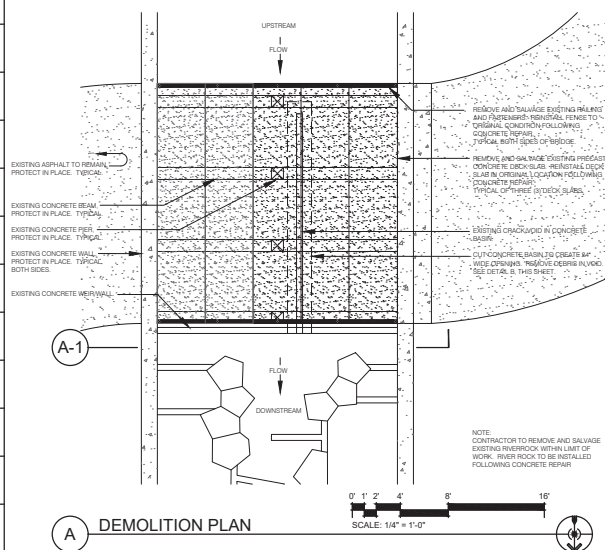 UPSTREAM
FLOW
REMOVE AND SALVAGE EXISTING RAILING
AND FASTENERS. REINSTALL FENCE TO
ORIGINAL CONDITION FOLLOWING
CONCRETE REPAIR.
TYPICAL BOTH SIDES OF BRIDGE.
REMOVE AND SALVAGE EXISTING PRECAST
CONCRETE DECK SLAB. REINSTALL DECK
SLAB IN ORIGINAL LOCATION FOLLOWING
CONCRETE REPAIR.
TYPICAL OF THREE (3) DECK SLABS.
EXISTING CRACK/VOID IN CONCRETE
BASIN.
CUT CONCRETE BASIN TO CREATE 24"
WIDE OPENING. REMOVE DEBRIS IN VOID.
SEE DETAIL B, THIS SHEET.
EXISTING ASPHALT TO REMAIN.
PROTECT IN PLACE. TYPICAL
EXISTING CONCRETE BEAM.
PROTECT IN PLACE. TYPICAL
EXISTING CONCRETE PIER.
PROTECT IN PLACE. TYPICAL
EXISTING CONCRETE WALL.
PROTECT IN PLACE. TYPICAL
BOTH SIDES.
EXISTING CONCRETE WEIR WALL
A-1
FLOW
DOWNSTREAM
NOTE:
CONTRACTOR TO REMOVE AND SALVAGE
EXISTING RIVERROCK WITHIN LIMIT OF
WORK. RIVER ROCK TO BE INSTALLED
FOLLOWING CONCRETE REPAIR
0' 1' 2' 4' 8' 16'
SCALE: 1/4" = 1'-0"
A DEMOLITION PLAN